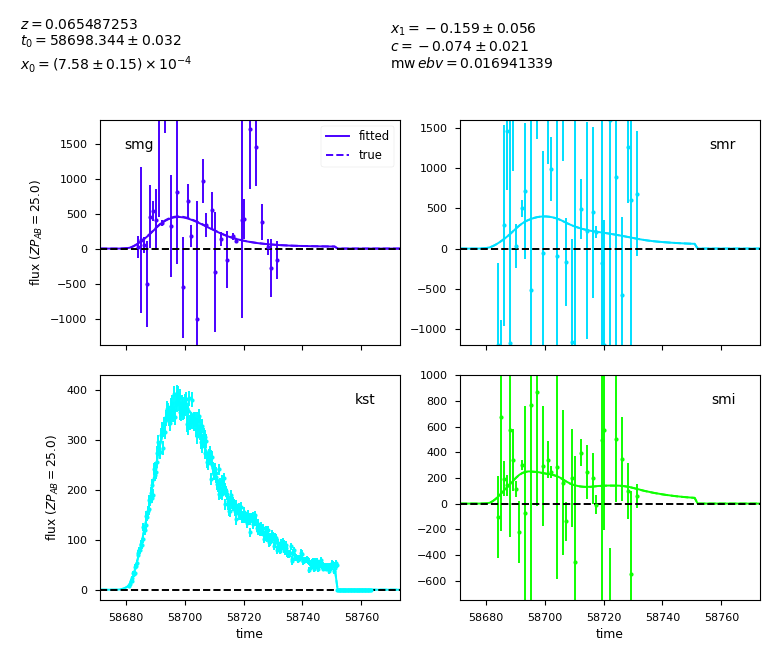 z = 0.065487253
t₀ = 58698.344 ± 0.032
x₀ = (7.58 ± 0.15) × 10⁻⁴
x₁ = −0.159 ± 0.056
c = −0.074 ± 0.021
mw ebv = 0.016941339
smg
fitted
true
1500
1000
500
0
−500
−1000
flux (ZP_AB = 25.0)
smr
1500
1000
500
0
−500
−1000
kst
400
300
200
100
0
flux (ZP_AB = 25.0)
58680 58700 58720 58740 58760
time
smi
1000
800
600
400
200
0
−200
−400
−600
58680 58700 58720 58740 58760
time